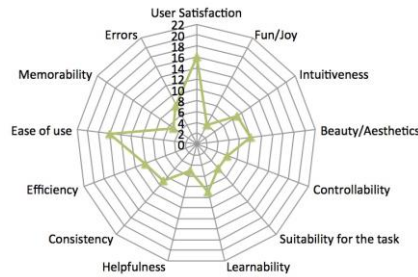 User Satisfaction
Errors
Fun/Joy
Memorability
Intuitiveness
Ease of use
Beauty/Aesthetics
Efficiency
Controllability
Consistency
Suitability for the task
Helpfulness
Learnability
22
20
18
16
14
12
10
8
6
4
2
0